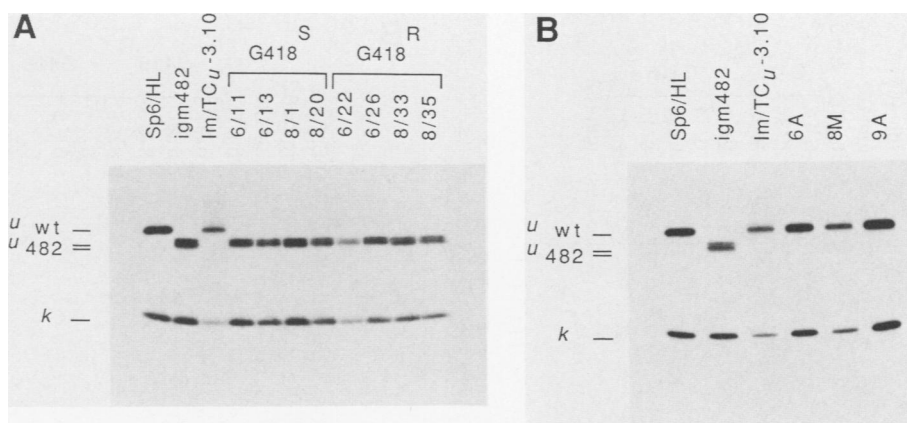 A
S
R
G418
G418
Sp6/HL
igm482
Im/TCu-3.10
6/11
6/13
8/1
8/20
6/22
6/26
8/33
8/35
u wt
u 482
k
B
Sp6/HL
igm482
Im/TCu-3.10
6A
8M
9A
u wt
u 482
k